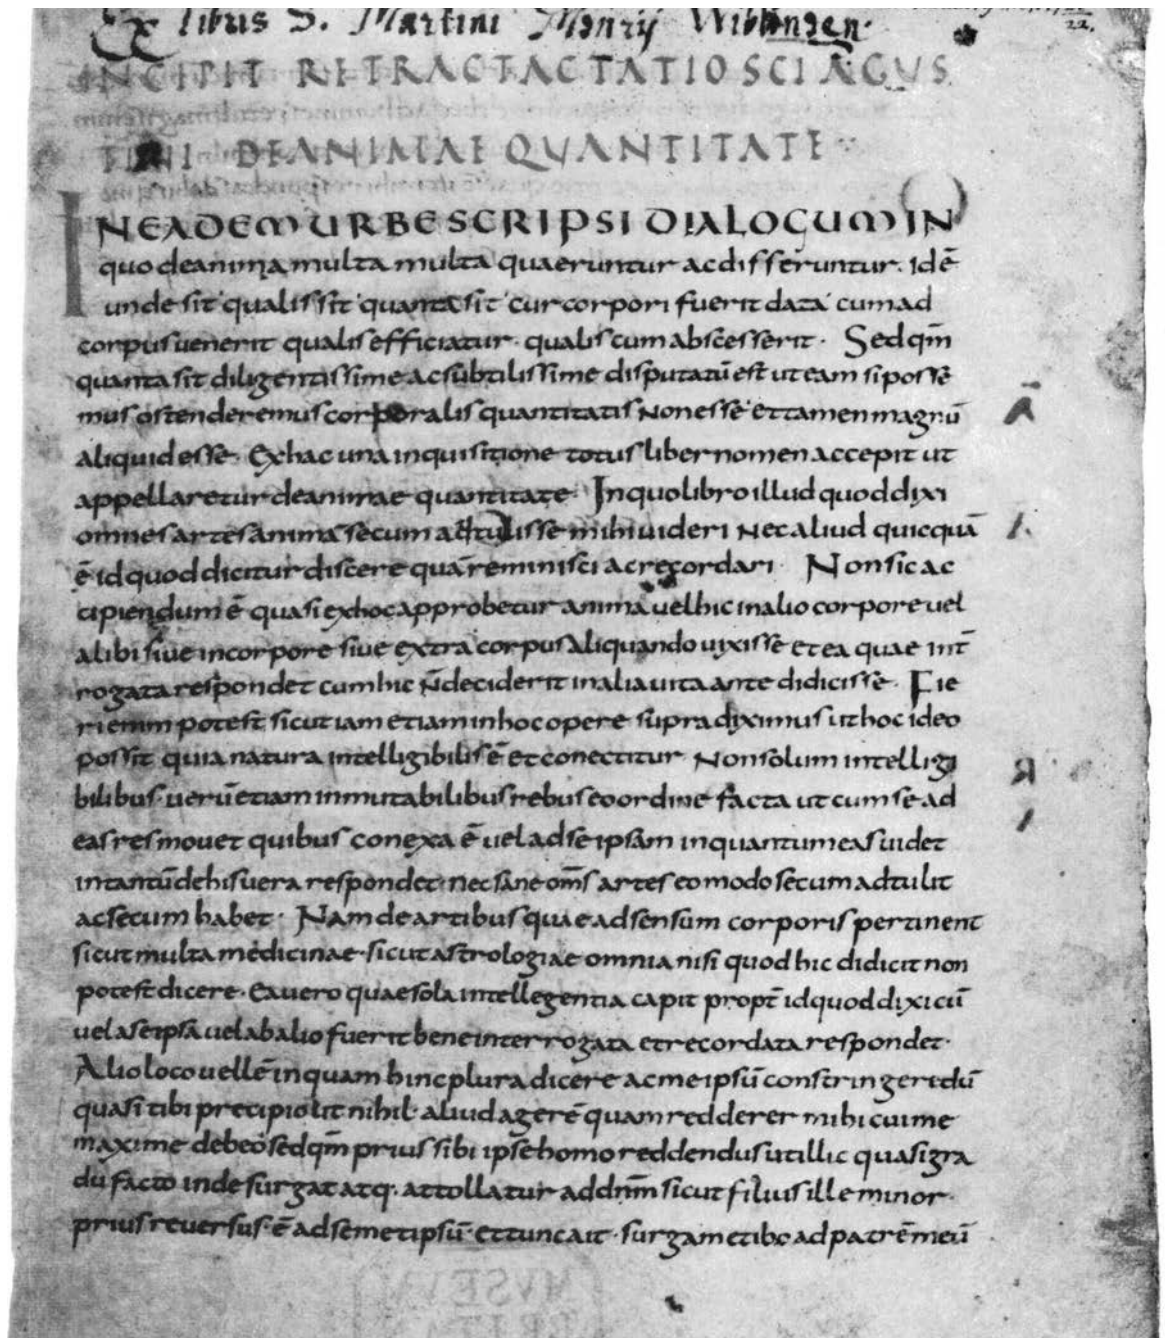 Ex libris S. Martini Monrij Wiblingen.
INCIPIT RETRACTACTATIO SCI AGUS
TINI DE ANIMAE QUANTITATE
IN EADEM URBE SCRIPSI DIALOGUM IN
quo de anima multa multa quaeruntur ac disseruntur. id ē
unde sit qualis sit quanta sit cur corpori fuerit data cum ad
corpus uenerit qualis efficiatur. qualis cum abscesserit. Sed qm̄
quanta sit diligentissime ac subtilissime disputatū est ut eam si posse
mus ostenderemus corporalis quantitatis Non esse et tamen magnū
aliquid esse. Ex hac una inquisitione totus liber nomen accepit ut
appellaretur de animae quantitate. In quo libro illud quod dixi
omnes artes anima secum adtulisse mihi uideri Nec aliud quicquā
ē id quod dicitur discere quā reminisci ac recordari. Non sic ac
cipiendum ē quasi ex hoc approbetur anima uel hic in alio corpore uel
alibi siue in corpore siue extra corpus aliquando uixisse et ea quae int̄
rogata respondet cum hic n̄ deciderit in alia uita ante didicisse. Fie
ri enim potest sicut iam etiam in hoc opere supra diximus ut hoc ideo
possit quia natura intelligibilis ē et conectitur Non solum intelligi
bilibus. uerū etiam inmutabilibus rebus eo ordine facta ut cum se ad
eas res mouet quibus conexa ē uel ad se ipsam inquantum eas uidet
intantū de his uera respondet. nec sane om̄s artes eo modo secum adtulit
ac secum habet. Nam de artibus quae ad sensum corporis pertinent
sicut multa medicinae. sicut astrologiae omnia nisi quod hic didicit non
potest dicere. Ea uero quae sola intellegentia capit propt̄ id quod dixi cū
uel a se ipsa uel ab alio fuerit bene interrogata et recordata respondet.
Alio loco uellē inquam hinc plura dicere ac me ipsū constringere dū
quasi tibi precipio ut nihil aliud agerē quam redderer mihi cui me
maxime debeo. sed qm̄ prius sibi ipse homo reddendus ut illic quasi gra
du facto inde surgat atq. attollatur ad dnm̄ sicut filius ille minor.
prius reuersus ē ad semetipsū. et tunc ait. surgam et ibo ad patrē meū